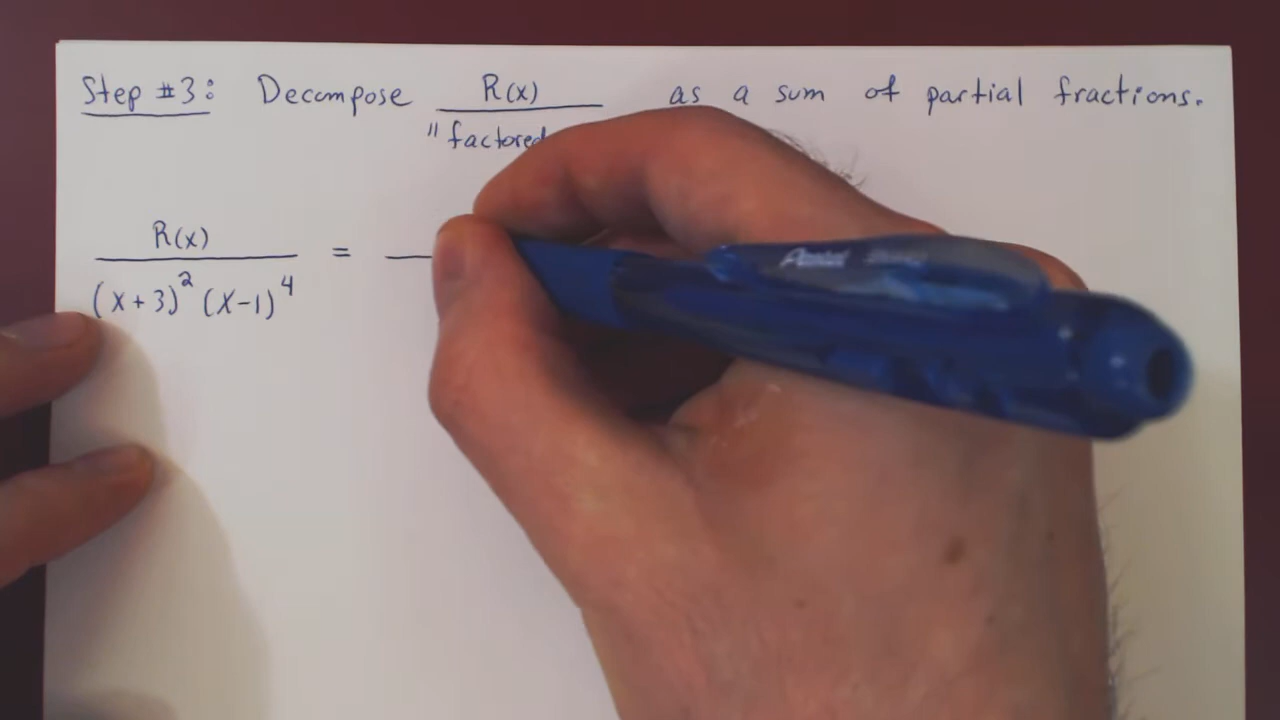 Step #3: Decompose R(x) as a sum of partial fractions.
"factored
R(x) = 
(x+3)² (x-1)⁴